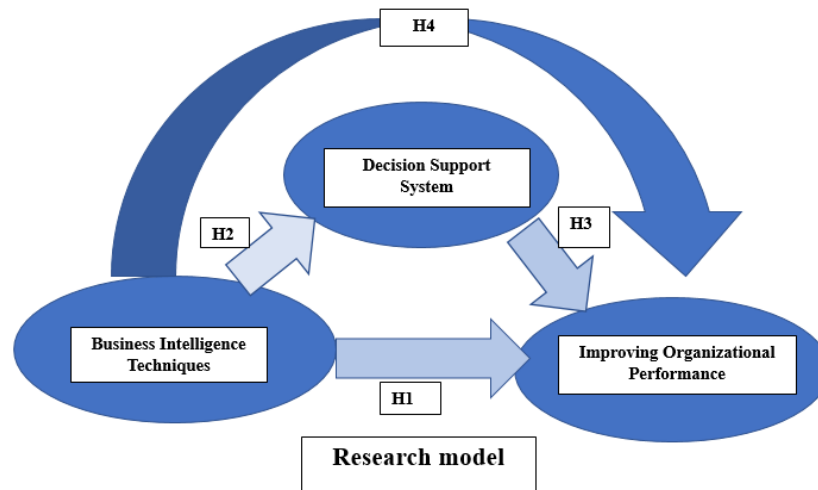 H4
Decision Support
System
H2
H3
Business Intelligence
Techniques
Improving Organizational
Performance
H1
Research model